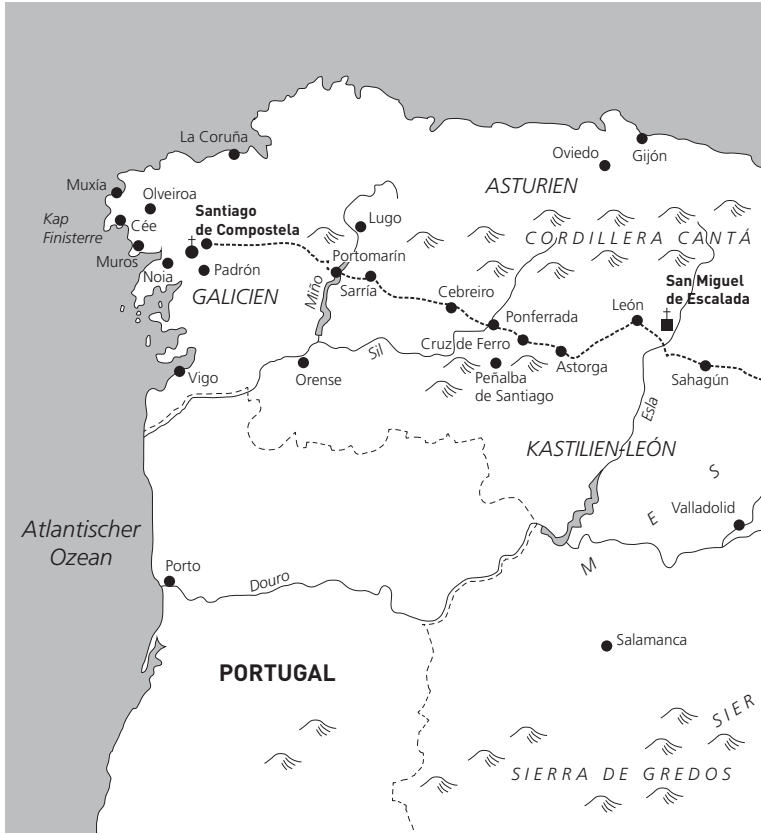 La Coruña
Oviedo
Gijón
Muxía
Olveiroa
ASTURIEN
Kap
Finisterre
Cée
Santiago
de Compostela
Lugo
CORDILLERA CANTÁ
Muros
Noia
Padrón
Portomarín
Sarría
GALICIEN
Miño
Cebreiro
Ponferrada
León
San Miguel
de Escalada
Cruz de Ferro
Sil
Astorga
Orense
Vigo
Peñalba
de Santiago
Sahagún
Esla
KASTILIEN-LEÓN
M E S
Valladolid
Atlantischer
Ozean
Porto
Douro
Salamanca
PORTUGAL
SIER
SIERRA DE GREDOS